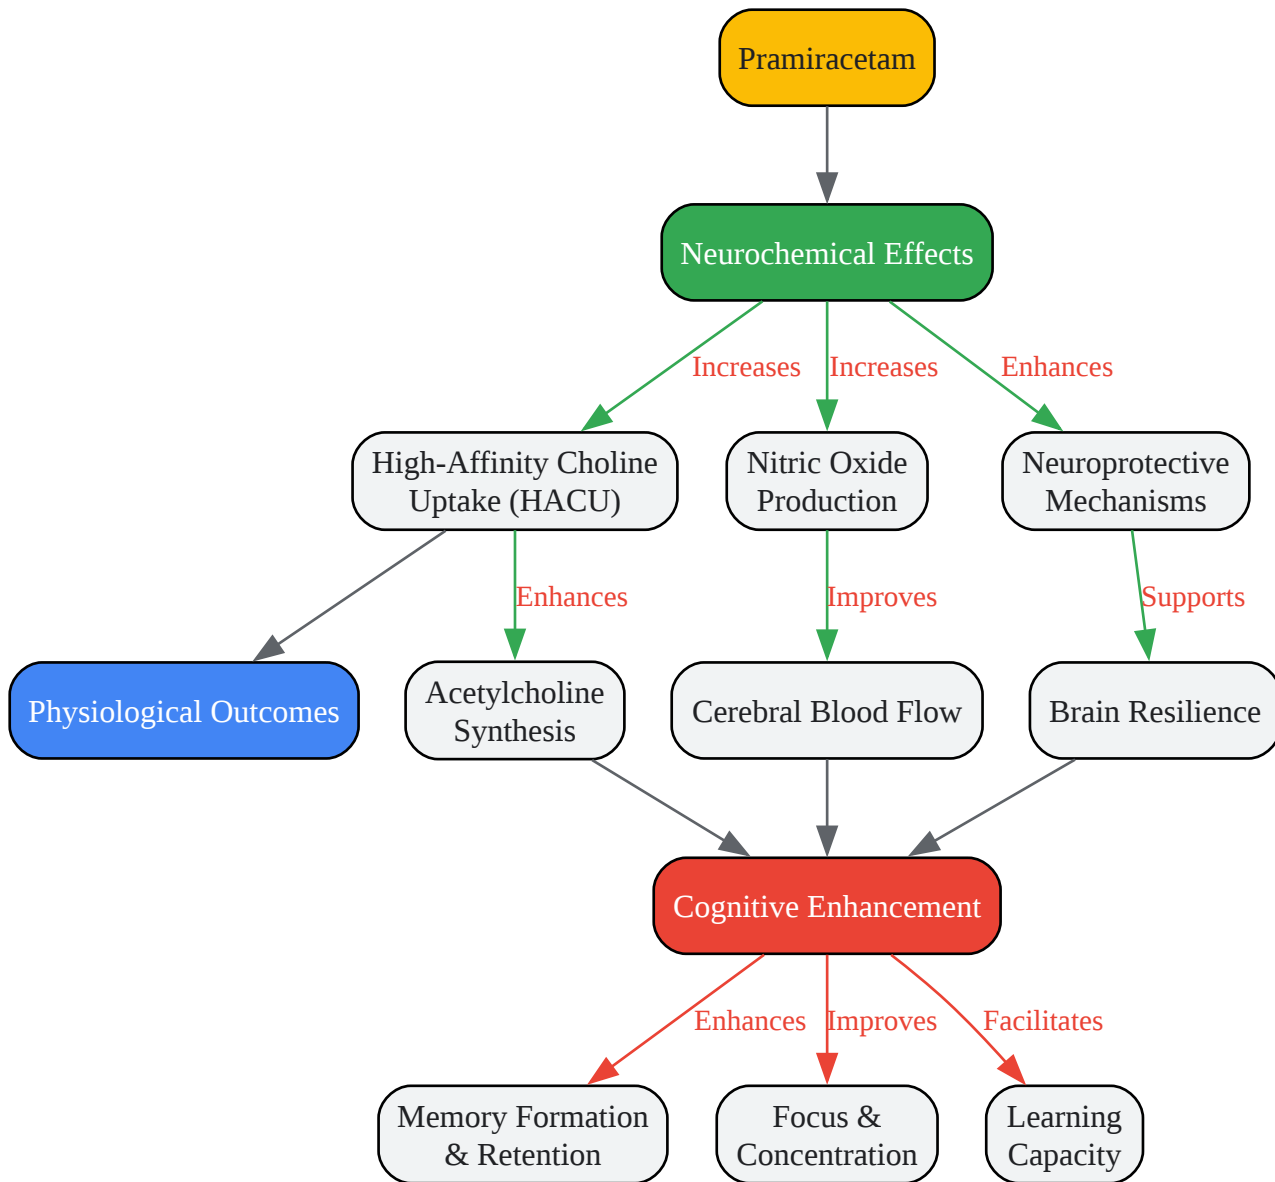 Pramiracetam
Neurochemical Effects
Increases
Increases
Enhances
High-Affinity Choline
Uptake (HACU)
Nitric Oxide
Production
Neuroprotective
Mechanisms
Enhances
Improves
Supports
Physiological Outcomes
Acetylcholine
Synthesis
Cerebral Blood Flow
Brain Resilience
Cognitive Enhancement
Enhances
Improves
Facilitates
Memory Formation
& Retention
Focus &
Concentration
Learning
Capacity